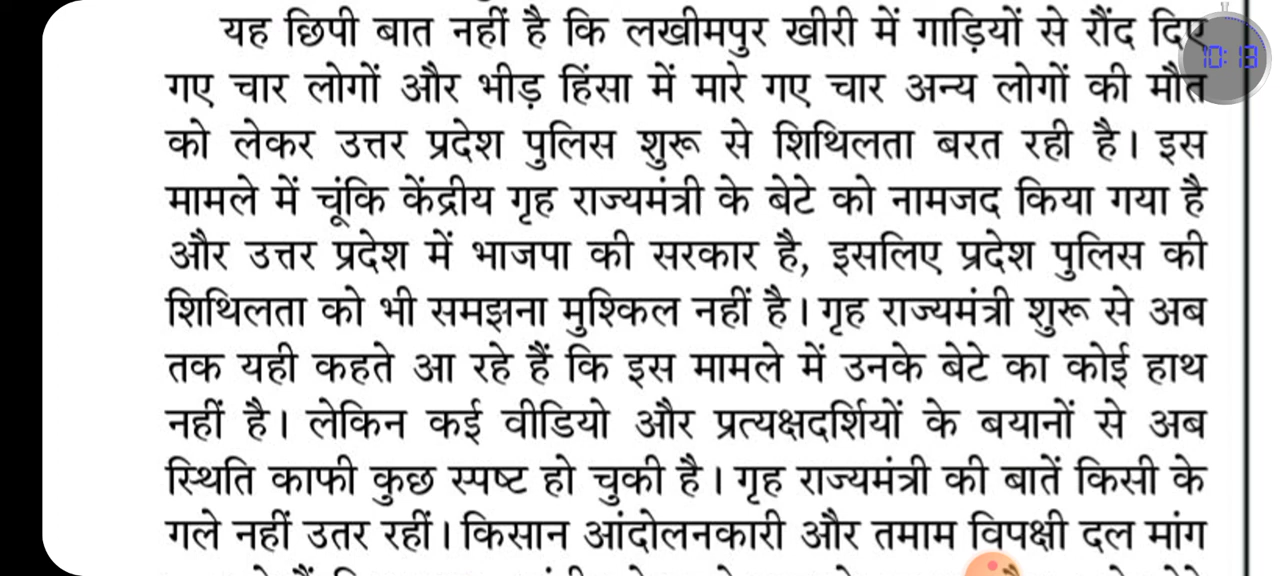 यह छिपी बात नहीं है कि लखीमपुर खीरी में गाड़ियों से रौंद दिए
गए चार लोगों और भीड़ हिंसा में मारे गए चार अन्य लोगों की मौत
को लेकर उत्तर प्रदेश पुलिस शुरू से शिथिलता बरत रही है। इस
मामले में चूंकि केंद्रीय गृह राज्यमंत्री के बेटे को नामजद किया गया है
और उत्तर प्रदेश में भाजपा की सरकार है, इसलिए प्रदेश पुलिस की
शिथिलता को भी समझना मुश्किल नहीं है। गृह राज्यमंत्री शुरू से अब
तक यही कहते आ रहे हैं कि इस मामले में उनके बेटे का कोई हाथ
नहीं है। लेकिन कई वीडियो और प्रत्यक्षदर्शियों के बयानों से अब
स्थिति काफी कुछ स्पष्ट हो चुकी है। गृह राज्यमंत्री की बातें किसी के
गले नहीं उतर रहीं। किसान आंदोलनकारी और तमाम विपक्षी दल मांग
10:13